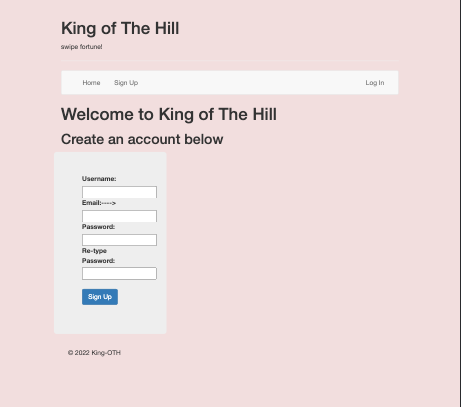 King of The Hill
swipe fortune!
Home Sign Up Log In
Welcome to King of The Hill
Create an account below
Username:
Email:---->
Password:
Re-type
Password:
Sign Up
© 2022 King-OTH